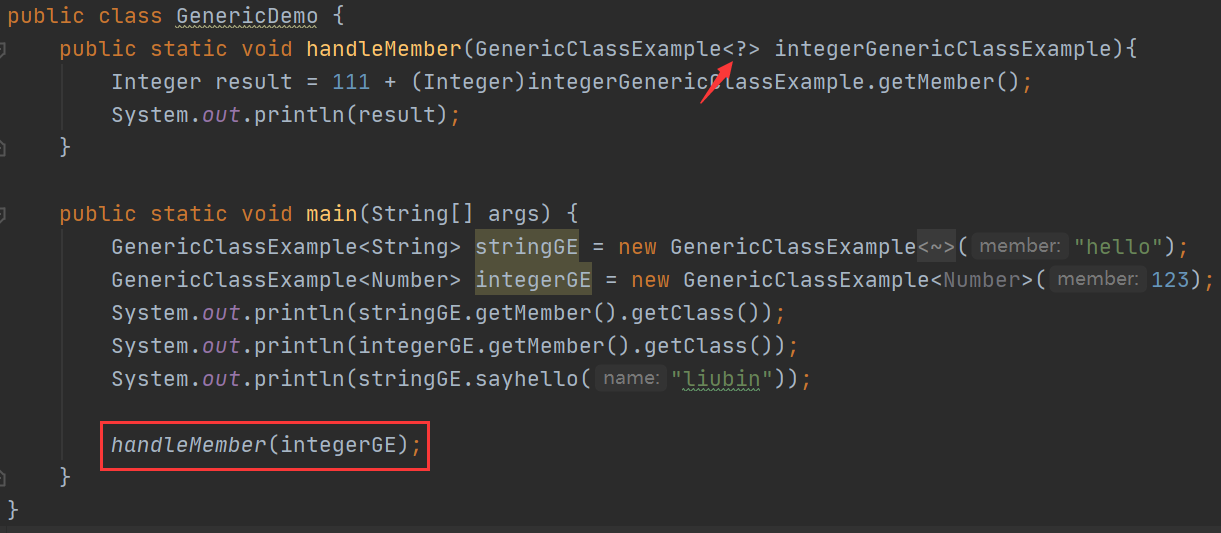 public class GenericDemo {
    public static void handleMember(GenericClassExample<?> integerGenericClassExample){
        Integer result = 111 + (Integer)integerGenericClassExample.getMember();
        System.out.println(result);
    }
    public static void main(String[] args) {
        GenericClassExample<String> stringGE = new GenericClassExample<~>( member: "hello");
        GenericClassExample<Number> integerGE = new GenericClassExample<Number>( member: 123);
        System.out.println(stringGE.getMember().getClass());
        System.out.println(integerGE.getMember().getClass());
        System.out.println(stringGE.sayhello( name: "liubin"));
        handleMember(integerGE);
    }
}